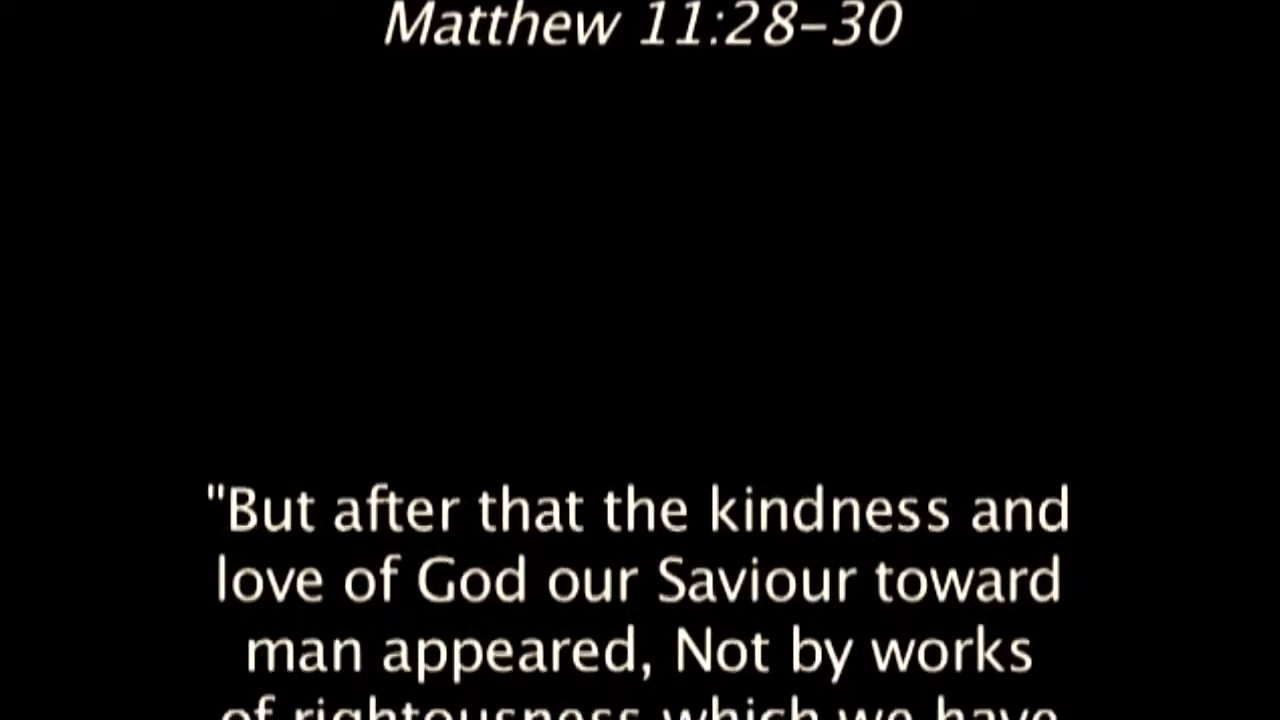 Matthew 11:28-30
"But after that the kindness and
love of God our Saviour toward
man appeared, Not by works
of rightousness which we have